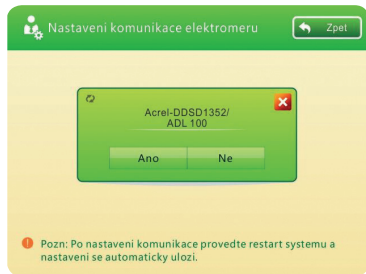 Nastaveni komunikace elektromeru
Zpet
Acrel-DDSD1352/
ADL 100
Ano
Ne
Pozn: Po nastaveni komunikace provedte restart systemu a
nastaveni se automaticky ulozi.